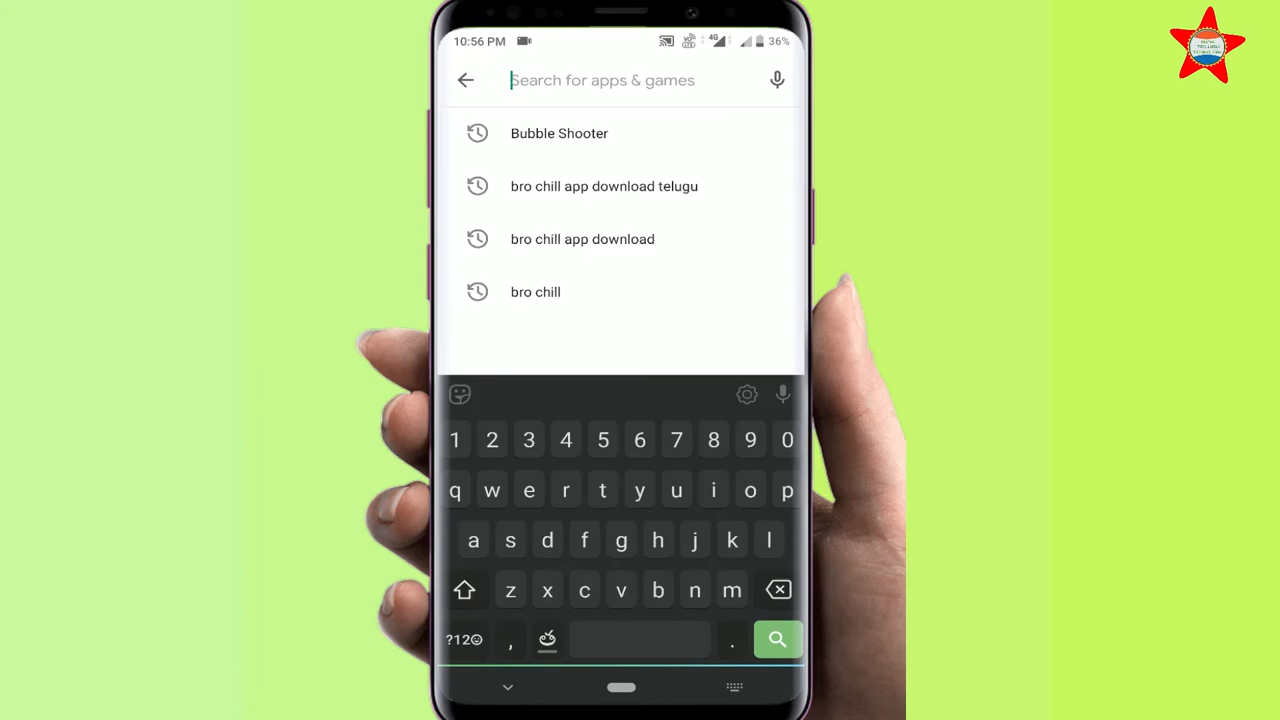 10:56 PM 4G 36%
Search for apps & games
Bubble Shooter
bro chill app download telugu
bro chill app download
bro chill
1 2 3 4 5 6 7 8 9 0
q w e r t y u i o p
a s d f g h j k l
z x c v b n m
?12 , .